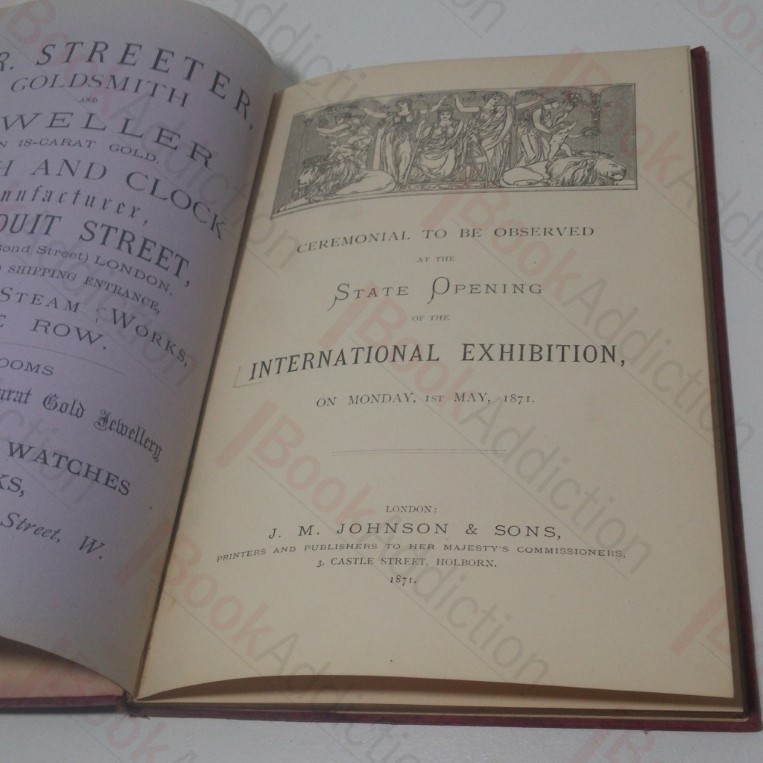 R. STREETER,
GOLDSMITH
AND
WELLER
N 18-CARAT GOLD.
H AND CLOCK
nufacturer,
DUIT STREET,
Bond Street) LONDON.
SHIPPING ENTRANCE,
STEAM WORKS,
E ROW.
OOMS
arat Gold Jewellery,
WATCHES
KS,
Street, W.
CEREMONIAL TO BE OBSERVED
AT THE
STATE OPENING
OF THE
INTERNATIONAL EXHIBITION,
ON MONDAY, 1ST MAY, 1871.
LONDON:
J. M. JOHNSON & SONS,
PRINTERS AND PUBLISHERS TO HER MAJESTY'S COMMISSIONERS,
3, CASTLE STREET, HOLBORN.
1871.
BookAddiction